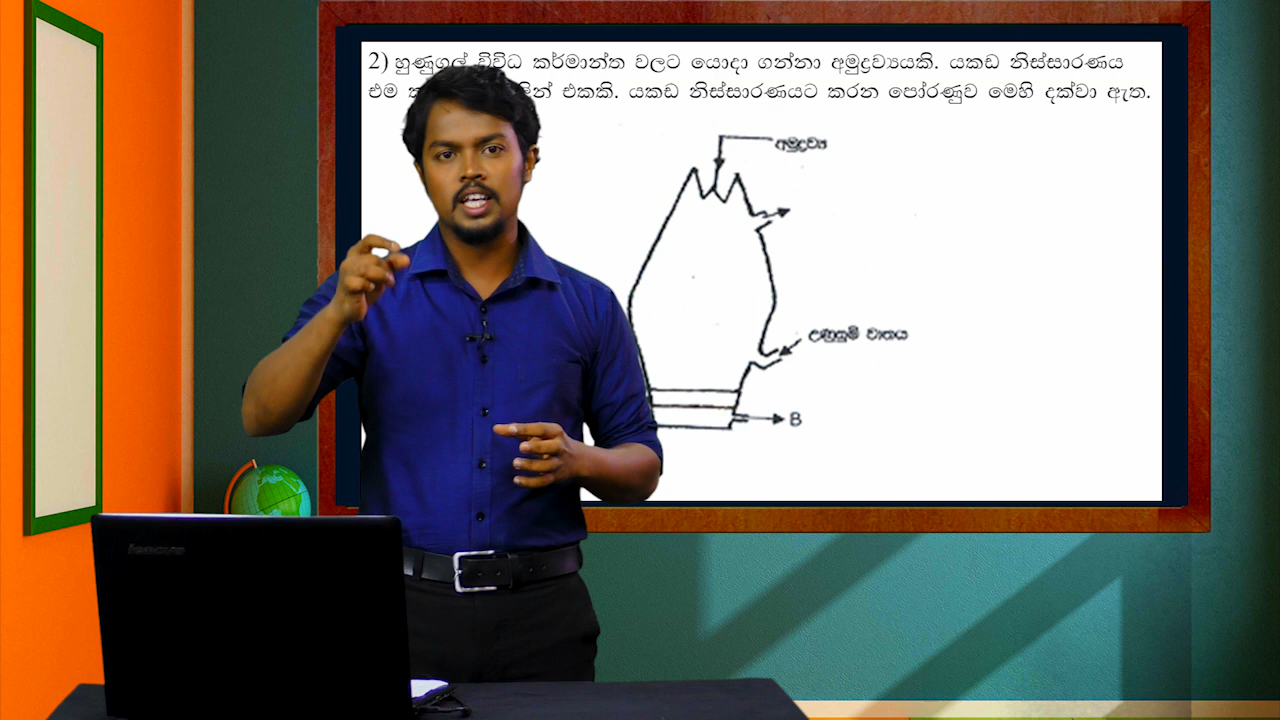 2) හුණුගල් විවිධ කර්මාන්ත වලට යොදා ගන්නා අමුද්‍රව්‍යයකි. යකඩ නිස්සාරණය
එම එකකි. යකඩ නිස්සාරණයට කරන පෝරණුව මෙහි දක්වා ඇත.
අමුද්‍රව්‍ය
උණුසුම් වාතය
B
lenovo